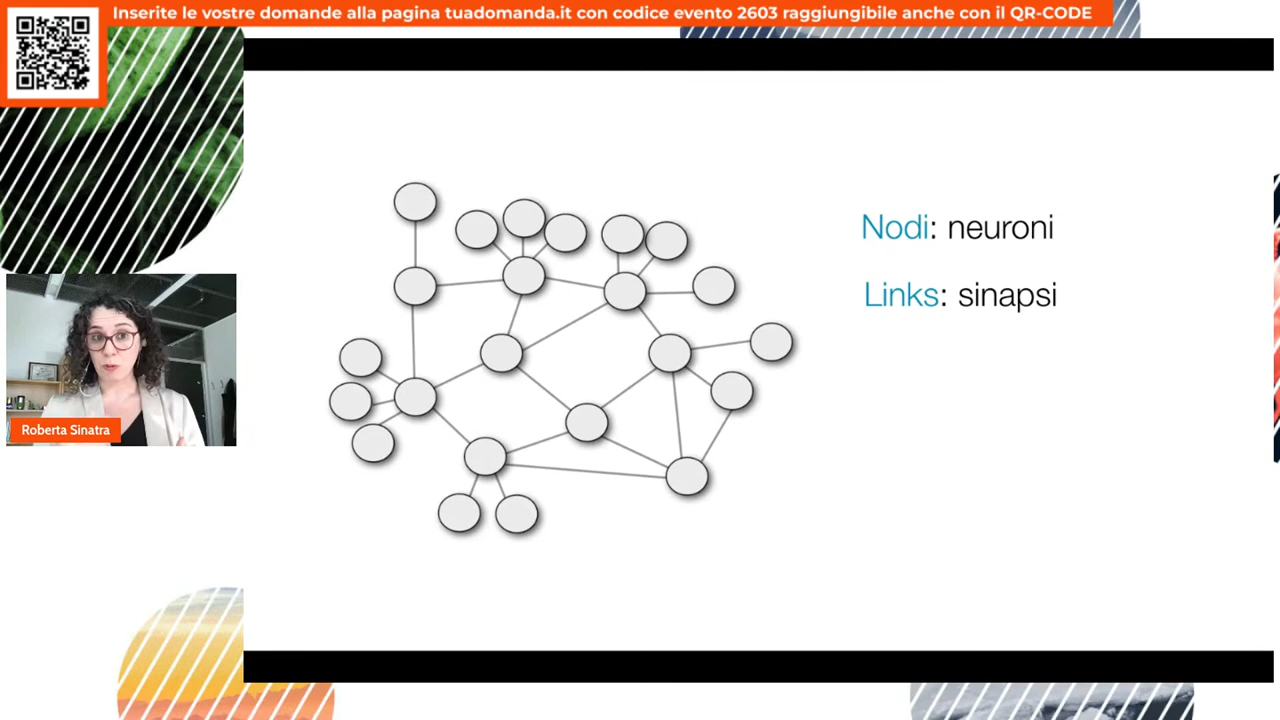 Inserite le vostre domande alla pagina tuadomanda.it con codice evento 2603 raggiungibile anche con il QR-CODE
Nodi: neuroni
Links: sinapsi
Roberta Sinatra